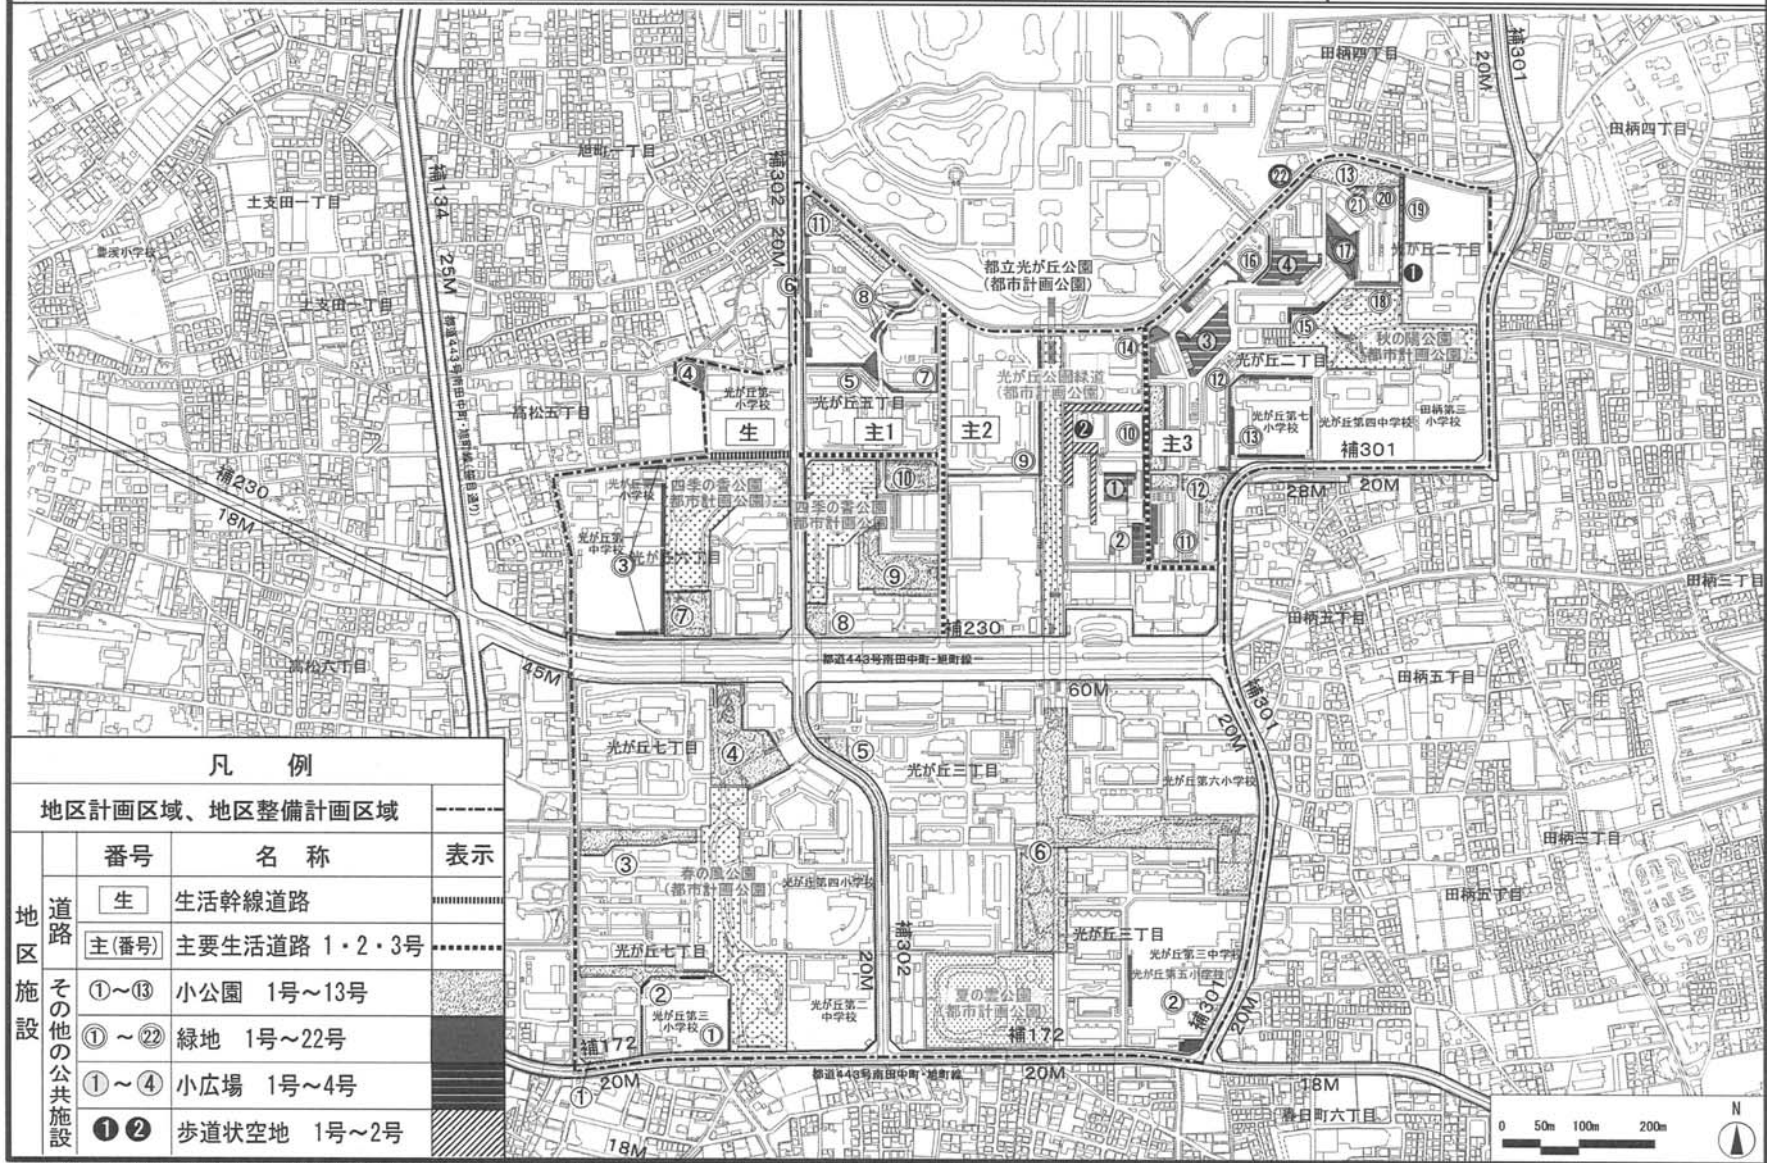 補301
20M
田柄四丁目
田柄四丁目
旭町一丁目
補134
25M
補302
20M
土支田一丁目
豊渓小学校
土支田一丁目
都立光が丘公園
(都市計画公園)
㉒
⑬
㉑
⑳
⑲
光が丘二丁目
⑪
⑰
⑯
④
❶
⑥
⑧
⑱
⑮
秋の陽公園
(都市計画公園)
③
⑭
光が丘二丁目
④
光が丘第一
小学校
⑤
⑦
光が丘五丁目
光が丘公園緑道
(都市計画公園)
⑫
高松五丁目
生
主1
主2
❷
⑩
主3
光が丘第七
小学校
⑬
光が丘第四中学校
田柄第三
小学校
補301
⑨
28M
20M
補230
18M
四季の香公園
(都市計画公園)
⑩
四季の香公園
(都市計画公園)
①
⑫
光が丘第一
中学校
③
光が丘六丁目
⑨
②
⑪
田柄三丁目
⑦
⑧
補230
田柄五丁目
高松六丁目
45M
都道443号南田中町・旭町線
60M
田柄五丁目
補301
20M
光が丘七丁目
④
⑤
光が丘三丁目
光が丘第六小学校
田柄三丁目
③
春の風公園
(都市計画公園)
光が丘第四小学校
⑥
田柄五丁目
光が丘七丁目
補302
20M
光が丘三丁目
光が丘第三中学校
光が丘第五小学校
②
光が丘第三
小学校
①
光が丘第二
中学校
夏の雲公園
(都市計画公園)
②
補301
20M
補172
20M
①
都道443号南田中町・旭町線
補172
20M
18M
春日町六丁目
18M
凡 例
地区計画区域、地区整備計画区域
番号 名 称 表示
地区施設
道路
生 生活幹線道路
主(番号) 主要生活道路 1・2・3号
その他の公共施設
①~⑬ 小公園 1号~13号
①~㉒ 緑地 1号~22号
①~④ 小広場 1号~4号
❶❷ 歩道状空地 1号~2号
0 50m 100m 200m
N